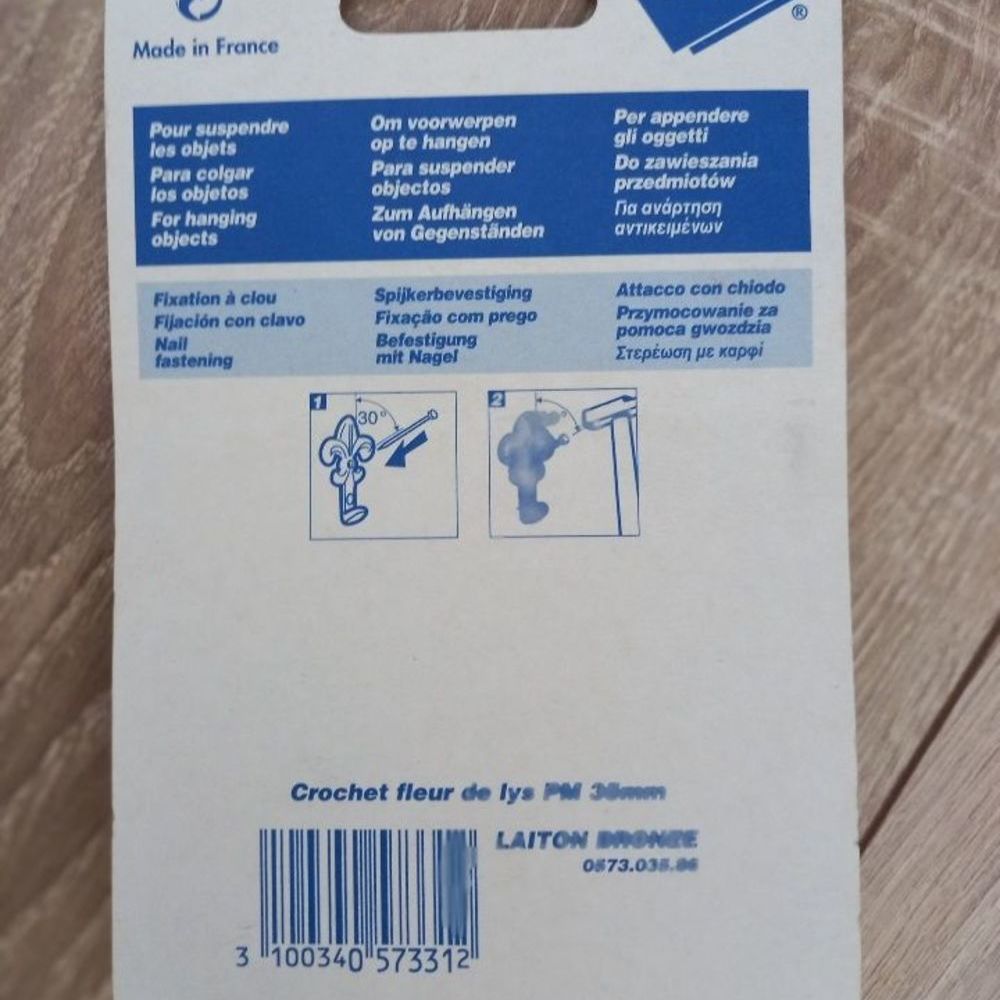 Made in France
®
Pour suspendre
les objets
Para colgar
los objetos
For hanging
objects
Om voorwerpen
op te hangen
Para suspender
objectos
Zum Aufhängen
von Gegenständen
Per appendere
gli oggetti
Do zawieszania
przedmiotów
Για ανάρτηση
αντικειμένων
Fixation à clou
Fijación con clavo
Nail
fastening
Spijkerbevestiging
Fixação com prego
Befestigung
mit Nagel
Attacco con chiodo
Przymocowanie za
pomoca gwozdzia
Στερέωση με καρφί
1
30°
2
Crochet fleur de lys PM
LAITON BRONZE
3 100340 573312